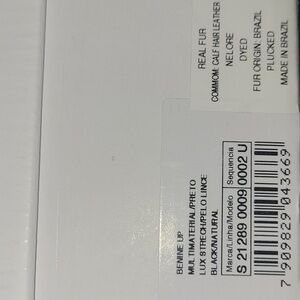 REAL FUR
COMMOM: CALF HAIR LEATHER
NELORE
DYED
FUR ORIGIN: BRAZIL
PLUCKED
MADE IN BRAZIL
BENINE UP
MULTIMATERIAL/PRETO
LUX STRECH/PELO LINCE
BLACK/NATURAL
Marca/Linha/Modelo Sequencia
S 21289 0009 0002 U
7 909829 043669